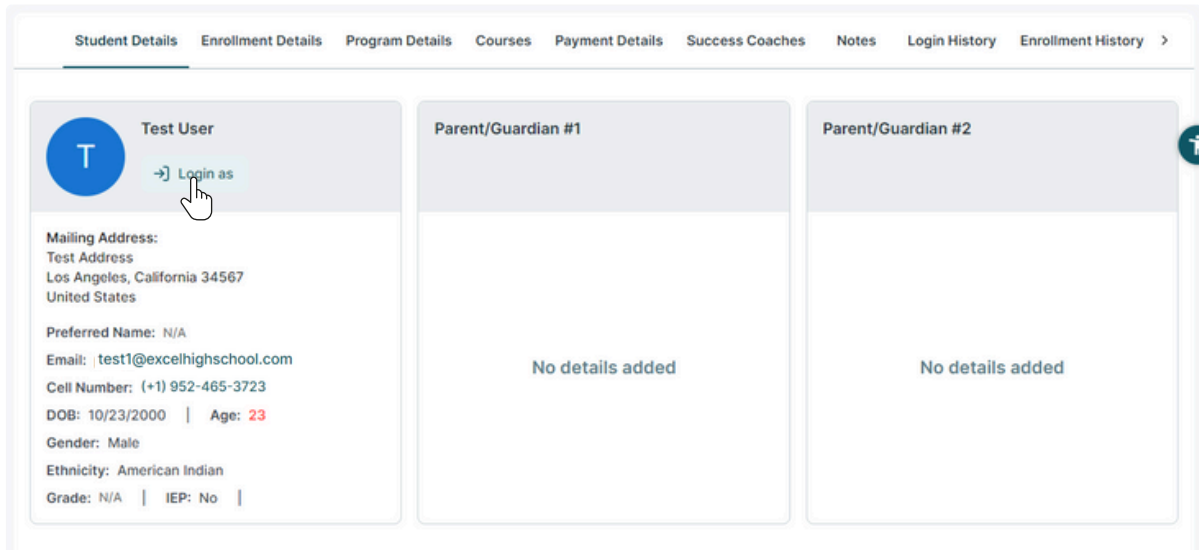 Student Details Enrollment Details Program Details Courses Payment Details Success Coaches Notes Login History Enrollment History
T
Test User
Login as
Mailing Address:
Test Address
Los Angeles, California 34567
United States
Preferred Name: N/A
Email: test1@excelhighschool.com
Cell Number: (+1) 952-465-3723
DOB: 10/23/2000 | Age: 23
Gender: Male
Ethnicity: American Indian
Grade: N/A | IEP: No |
Parent/Guardian #1
No details added
Parent/Guardian #2
No details added